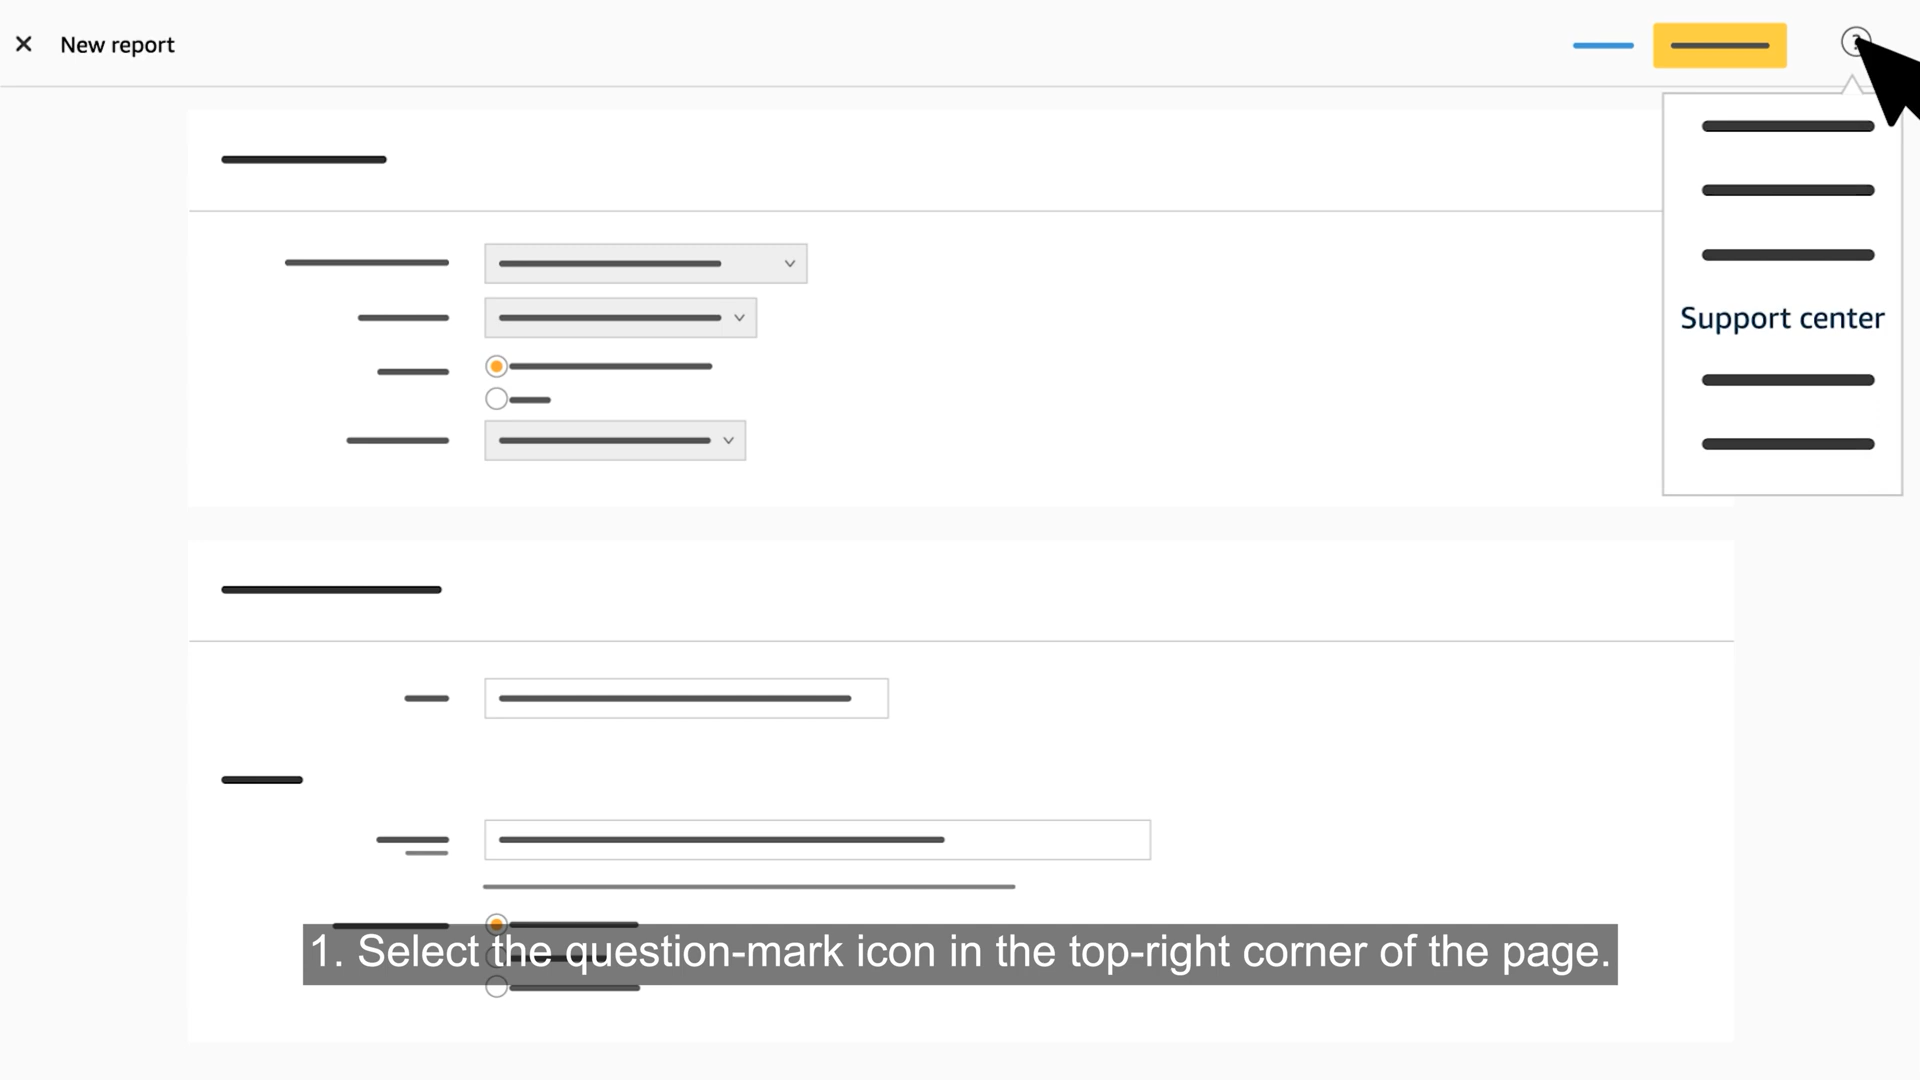 New report
Support center
1. Select the question-mark icon in the top-right corner of the page.